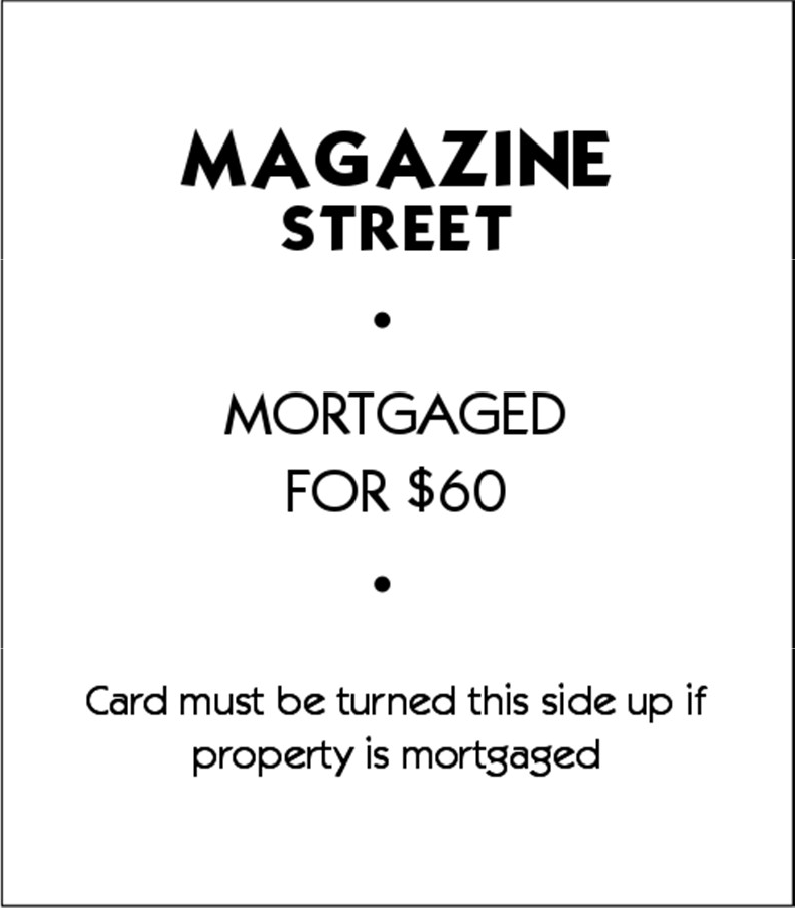 MAGAZINE
STREET
•
MORTGAGED
FOR $60
•
Card must be turned this side up if
property is mortgaged